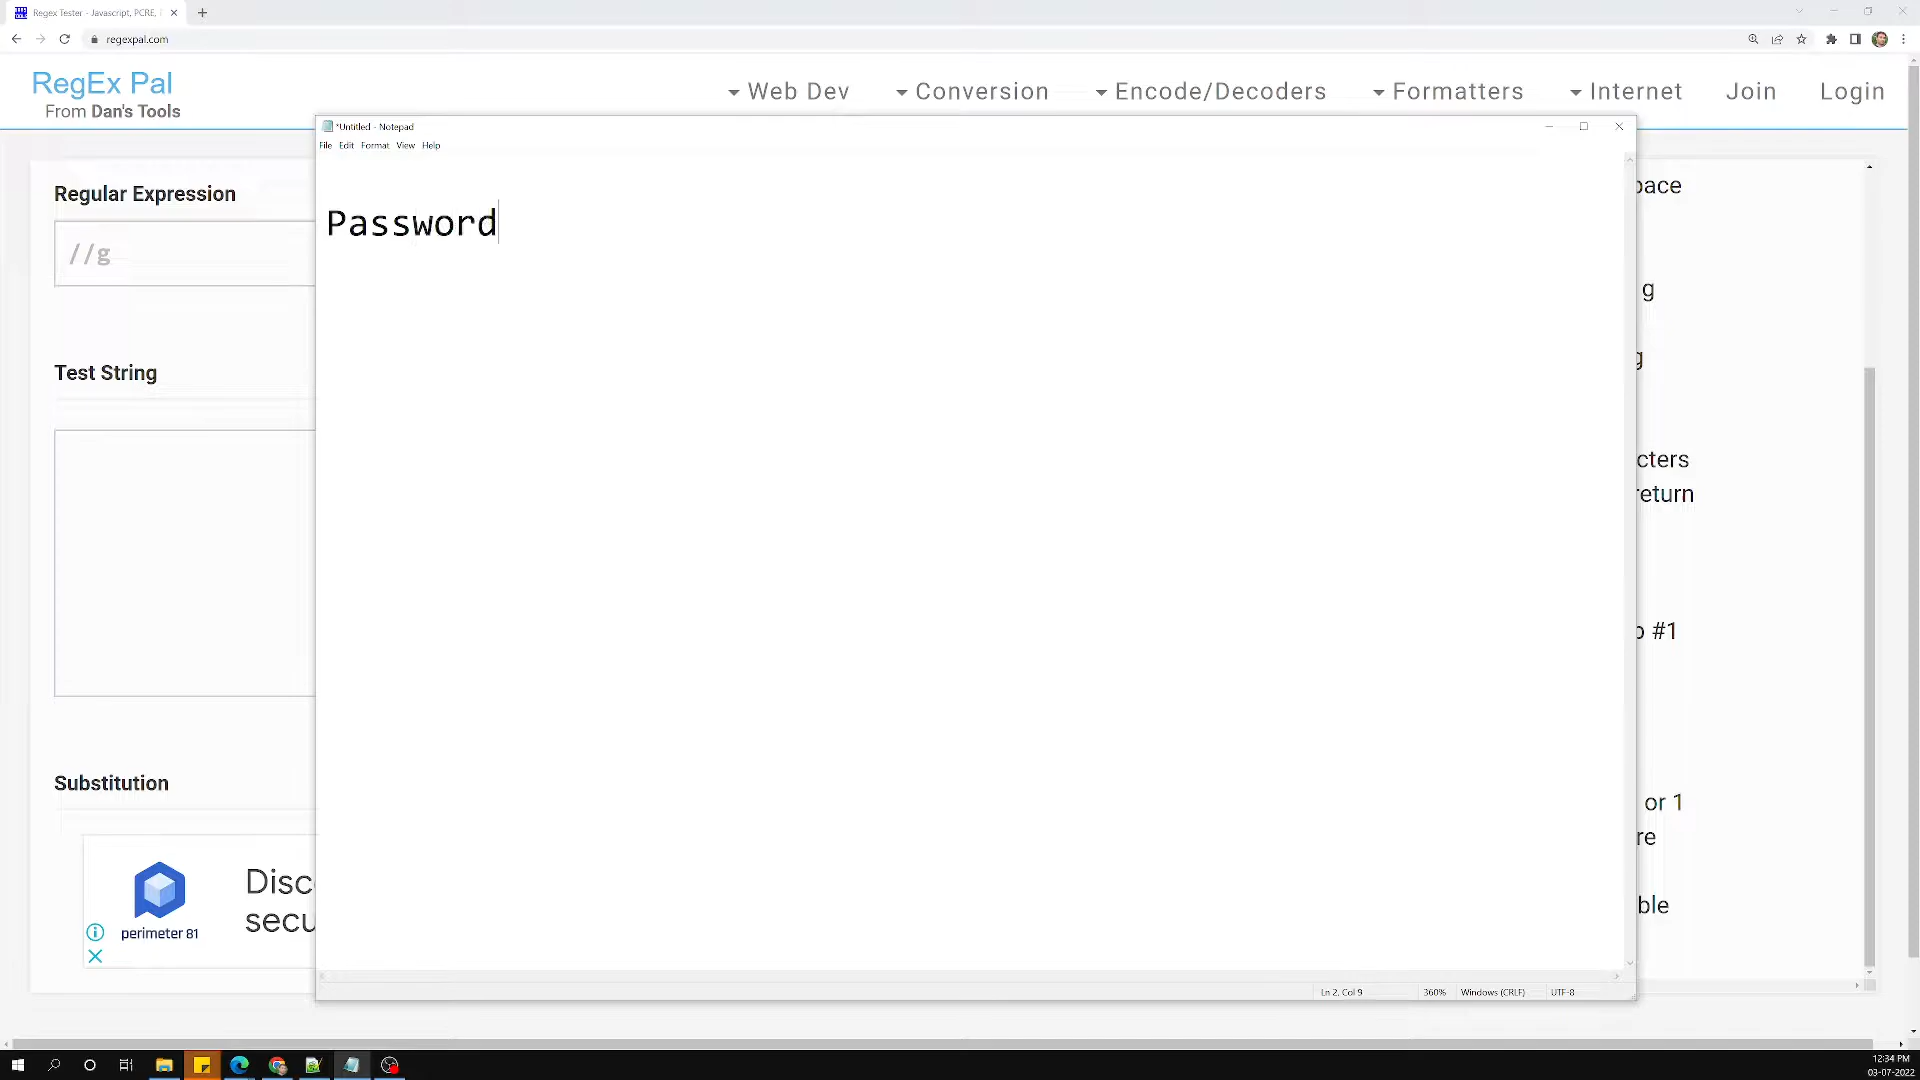 Regex Tester - Javascript, PCRE,
regexpal.com
RegEx Pal
From Dan's Tools
Web Dev
Conversion
Encode/Decoders
Formatters
Internet
Join
Login
*Untitled - Notepad
File Edit Format View Help
Password
Regular Expression
//g
Test String
Substitution
perimeter 81
Disc
secu
pace
g
g
cters
return
#1
or 1
re
ble
Ln 2, Col 9
360%
Windows (CRLF)
UTF-8
12:34 PM
03-07-2022